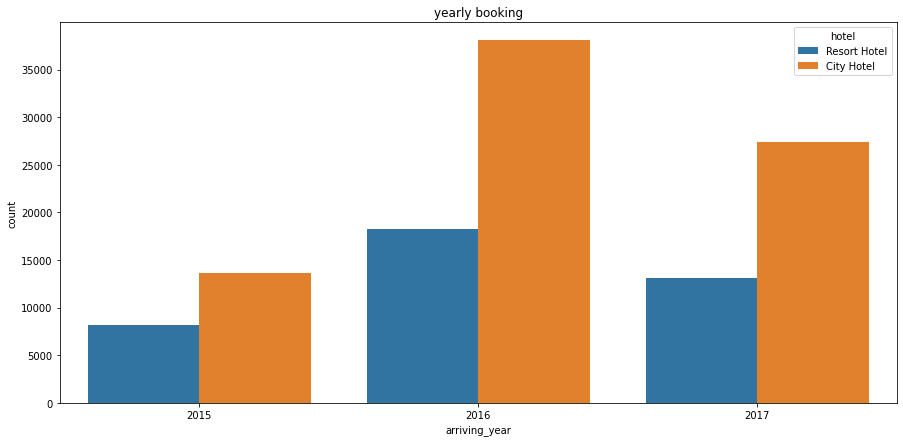 yearly booking
hotel
Resort Hotel
City Hotel
count
35000
30000
25000
20000
15000
10000
5000
0
2015
2016
2017
arriving_year